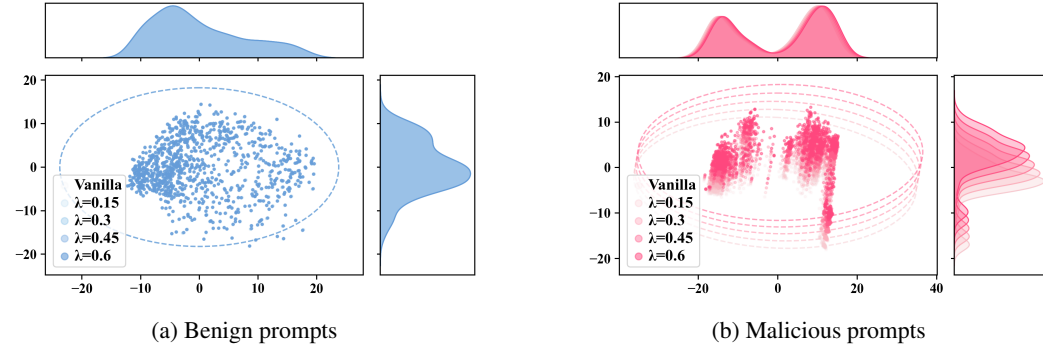 20
10
0
−10
−20
Vanilla
λ=0.15
λ=0.3
λ=0.45
λ=0.6
−20 −10 0 10 20
(a) Benign prompts
20
10
0
−10
−20
Vanilla
λ=0.15
λ=0.3
λ=0.45
λ=0.6
−20 0 20 40
(b) Malicious prompts